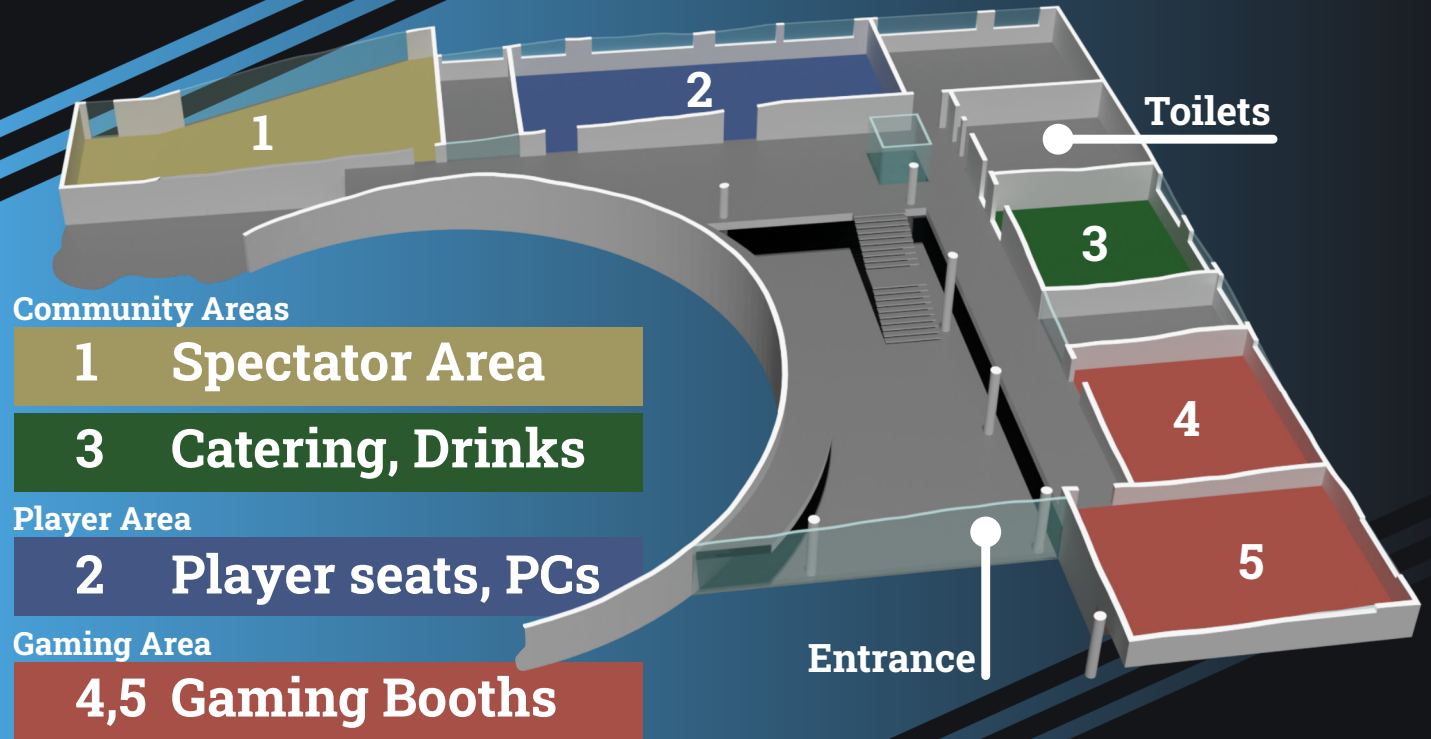 1
2
Toilets
3
4
5
Entrance
Community Areas
1 Spectator Area
3 Catering, Drinks
Player Area
2 Player seats, PCs
Gaming Area
4,5 Gaming Booths